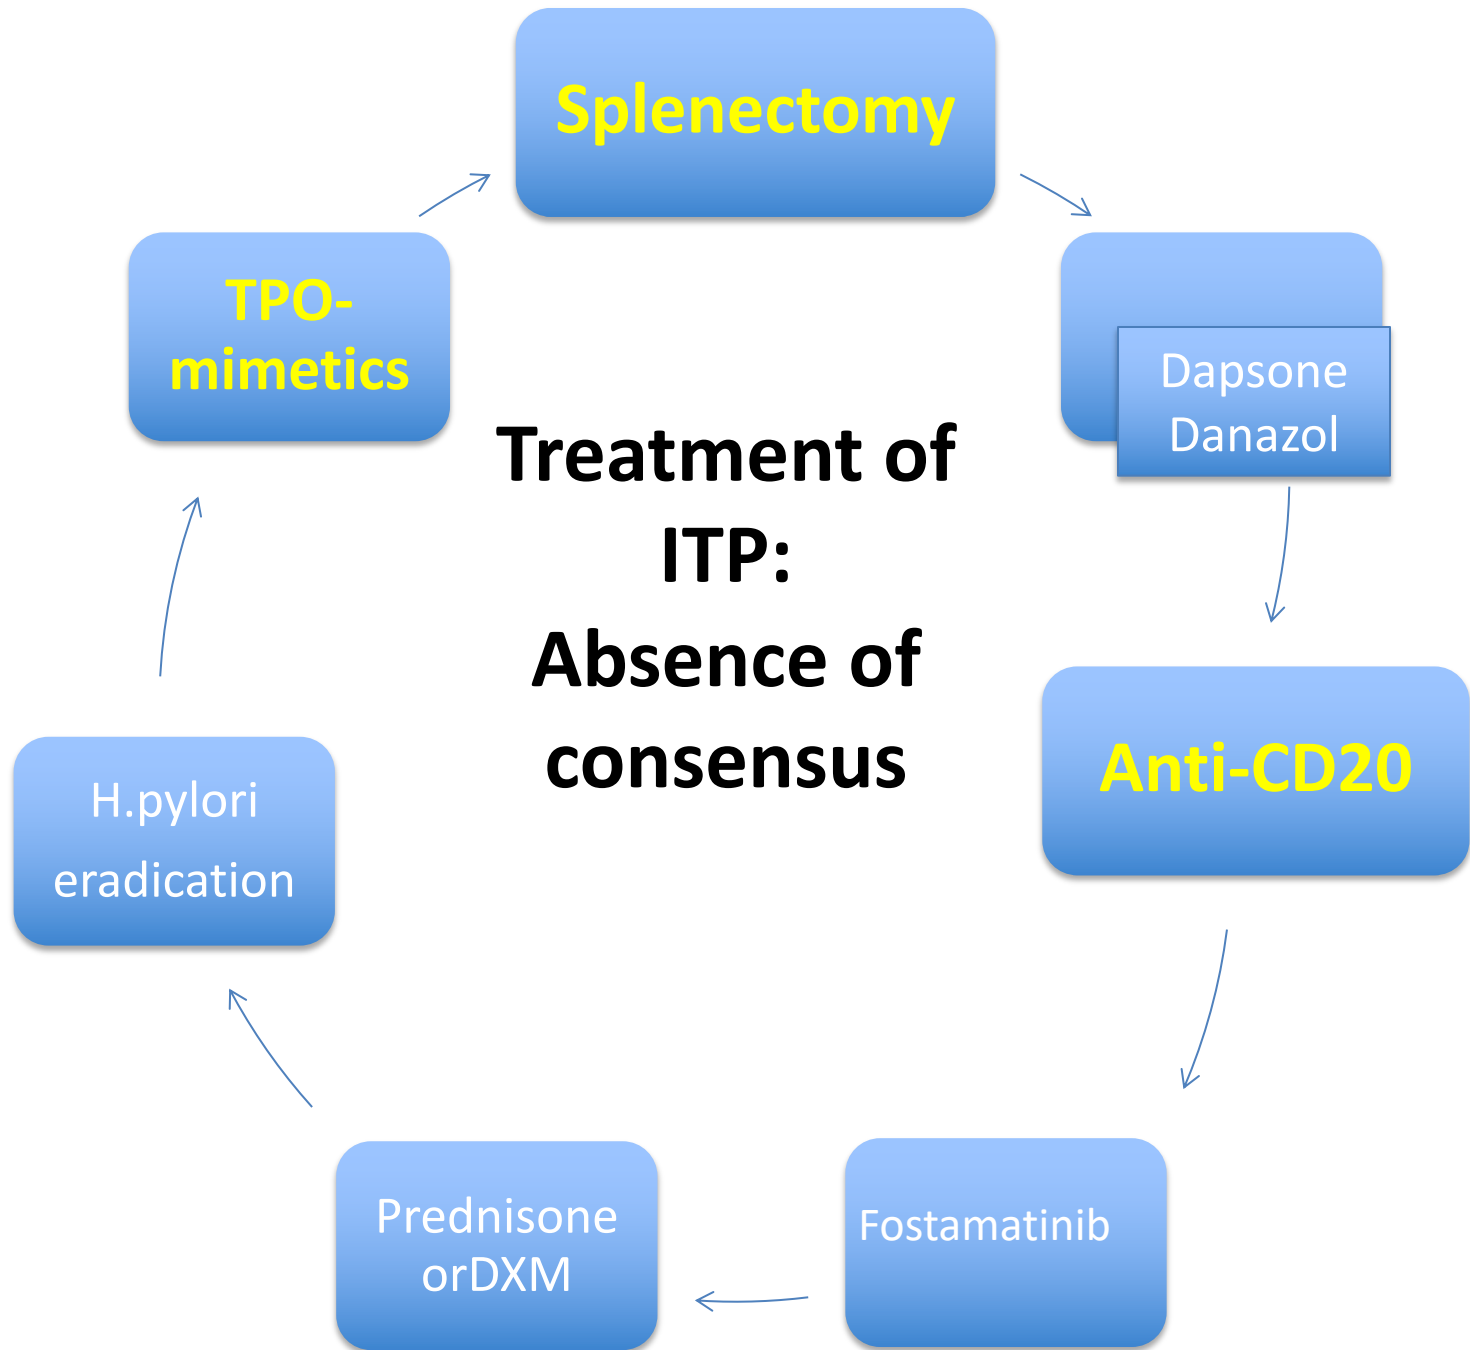 Splenectomy
TPO-
mimetics
Dapsone
Danazol
Treatment of
ITP:
Absence of
consensus
Anti-CD20
H.pylori
eradication
Prednisone
orDXM
Fostamatinib